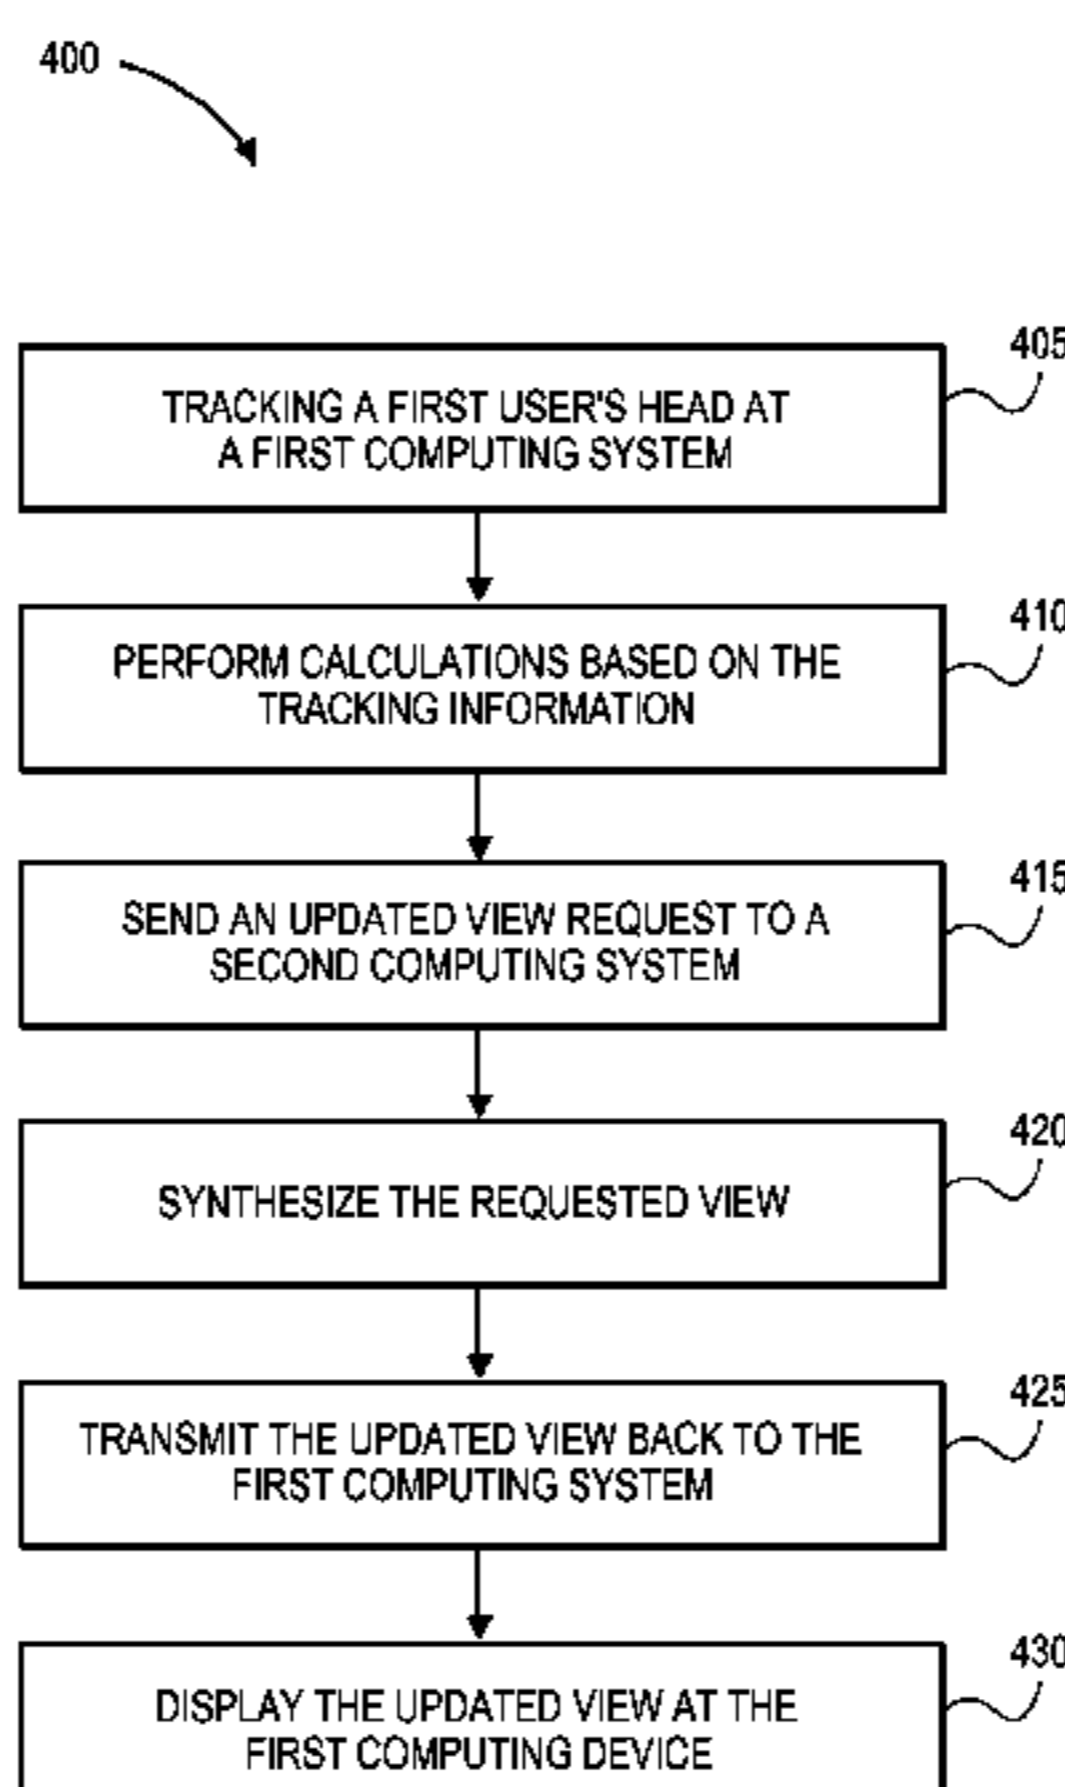 400
405
TRACKING A FIRST USER'S HEAD AT
A FIRST COMPUTING SYSTEM
410
PERFORM CALCULATIONS BASED ON THE
TRACKING INFORMATION
415
SEND AN UPDATED VIEW REQUEST TO A
SECOND COMPUTING SYSTEM
420
SYNTHESIZE THE REQUESTED VIEW
425
TRANSMIT THE UPDATED VIEW BACK TO THE
FIRST COMPUTING SYSTEM
430
DISPLAY THE UPDATED VIEW AT THE
FIRST COMPUTING DEVICE